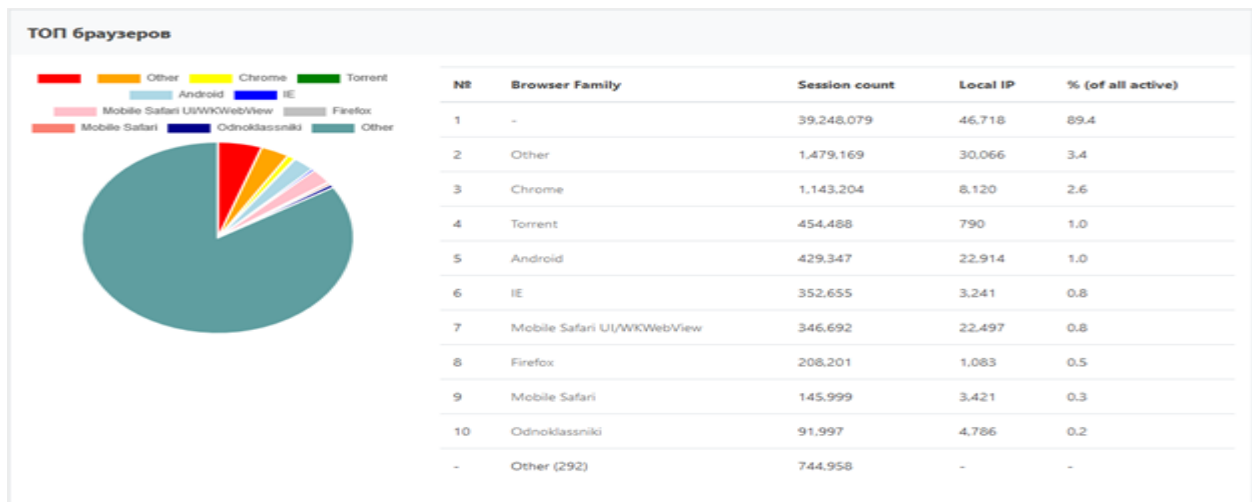 ТОП браузеров
Other Chrome Torrent
Android IE
Mobile Safari UI/WKWebView Firefox
Mobile Safari Odnoklassniki Other
№ Browser Family Session count Local IP % (of all active)
1 - 39,248,079 46,718 89.4
2 Other 1,479,169 30,066 3.4
3 Chrome 1,143,204 8,120 2.6
4 Torrent 454,488 790 1.0
5 Android 429,347 22,914 1.0
6 IE 352,655 3,241 0.8
7 Mobile Safari UI/WKWebView 346,692 22,497 0.8
8 Firefox 208,201 1,083 0.5
9 Mobile Safari 145,999 3,421 0.3
10 Odnoklassniki 91,997 4,786 0.2
- Other (292) 744,958 - -